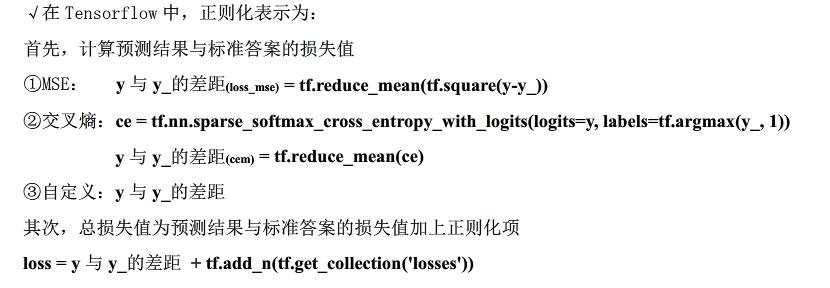 √在 Tensorflow 中，正则化表示为：
首先，计算预测结果与标准答案的损失值
①MSE： y 与 y_的差距(loss_mse) = tf.reduce_mean(tf.square(y-y_))
②交叉熵：ce = tf.nn.sparse_softmax_cross_entropy_with_logits(logits=y, labels=tf.argmax(y_, 1))
y 与 y_的差距(cem) = tf.reduce_mean(ce)
③自定义：y 与 y_的差距
其次，总损失值为预测结果与标准答案的损失值加上正则化项
loss = y 与 y_的差距 + tf.add_n(tf.get_collection('losses'))